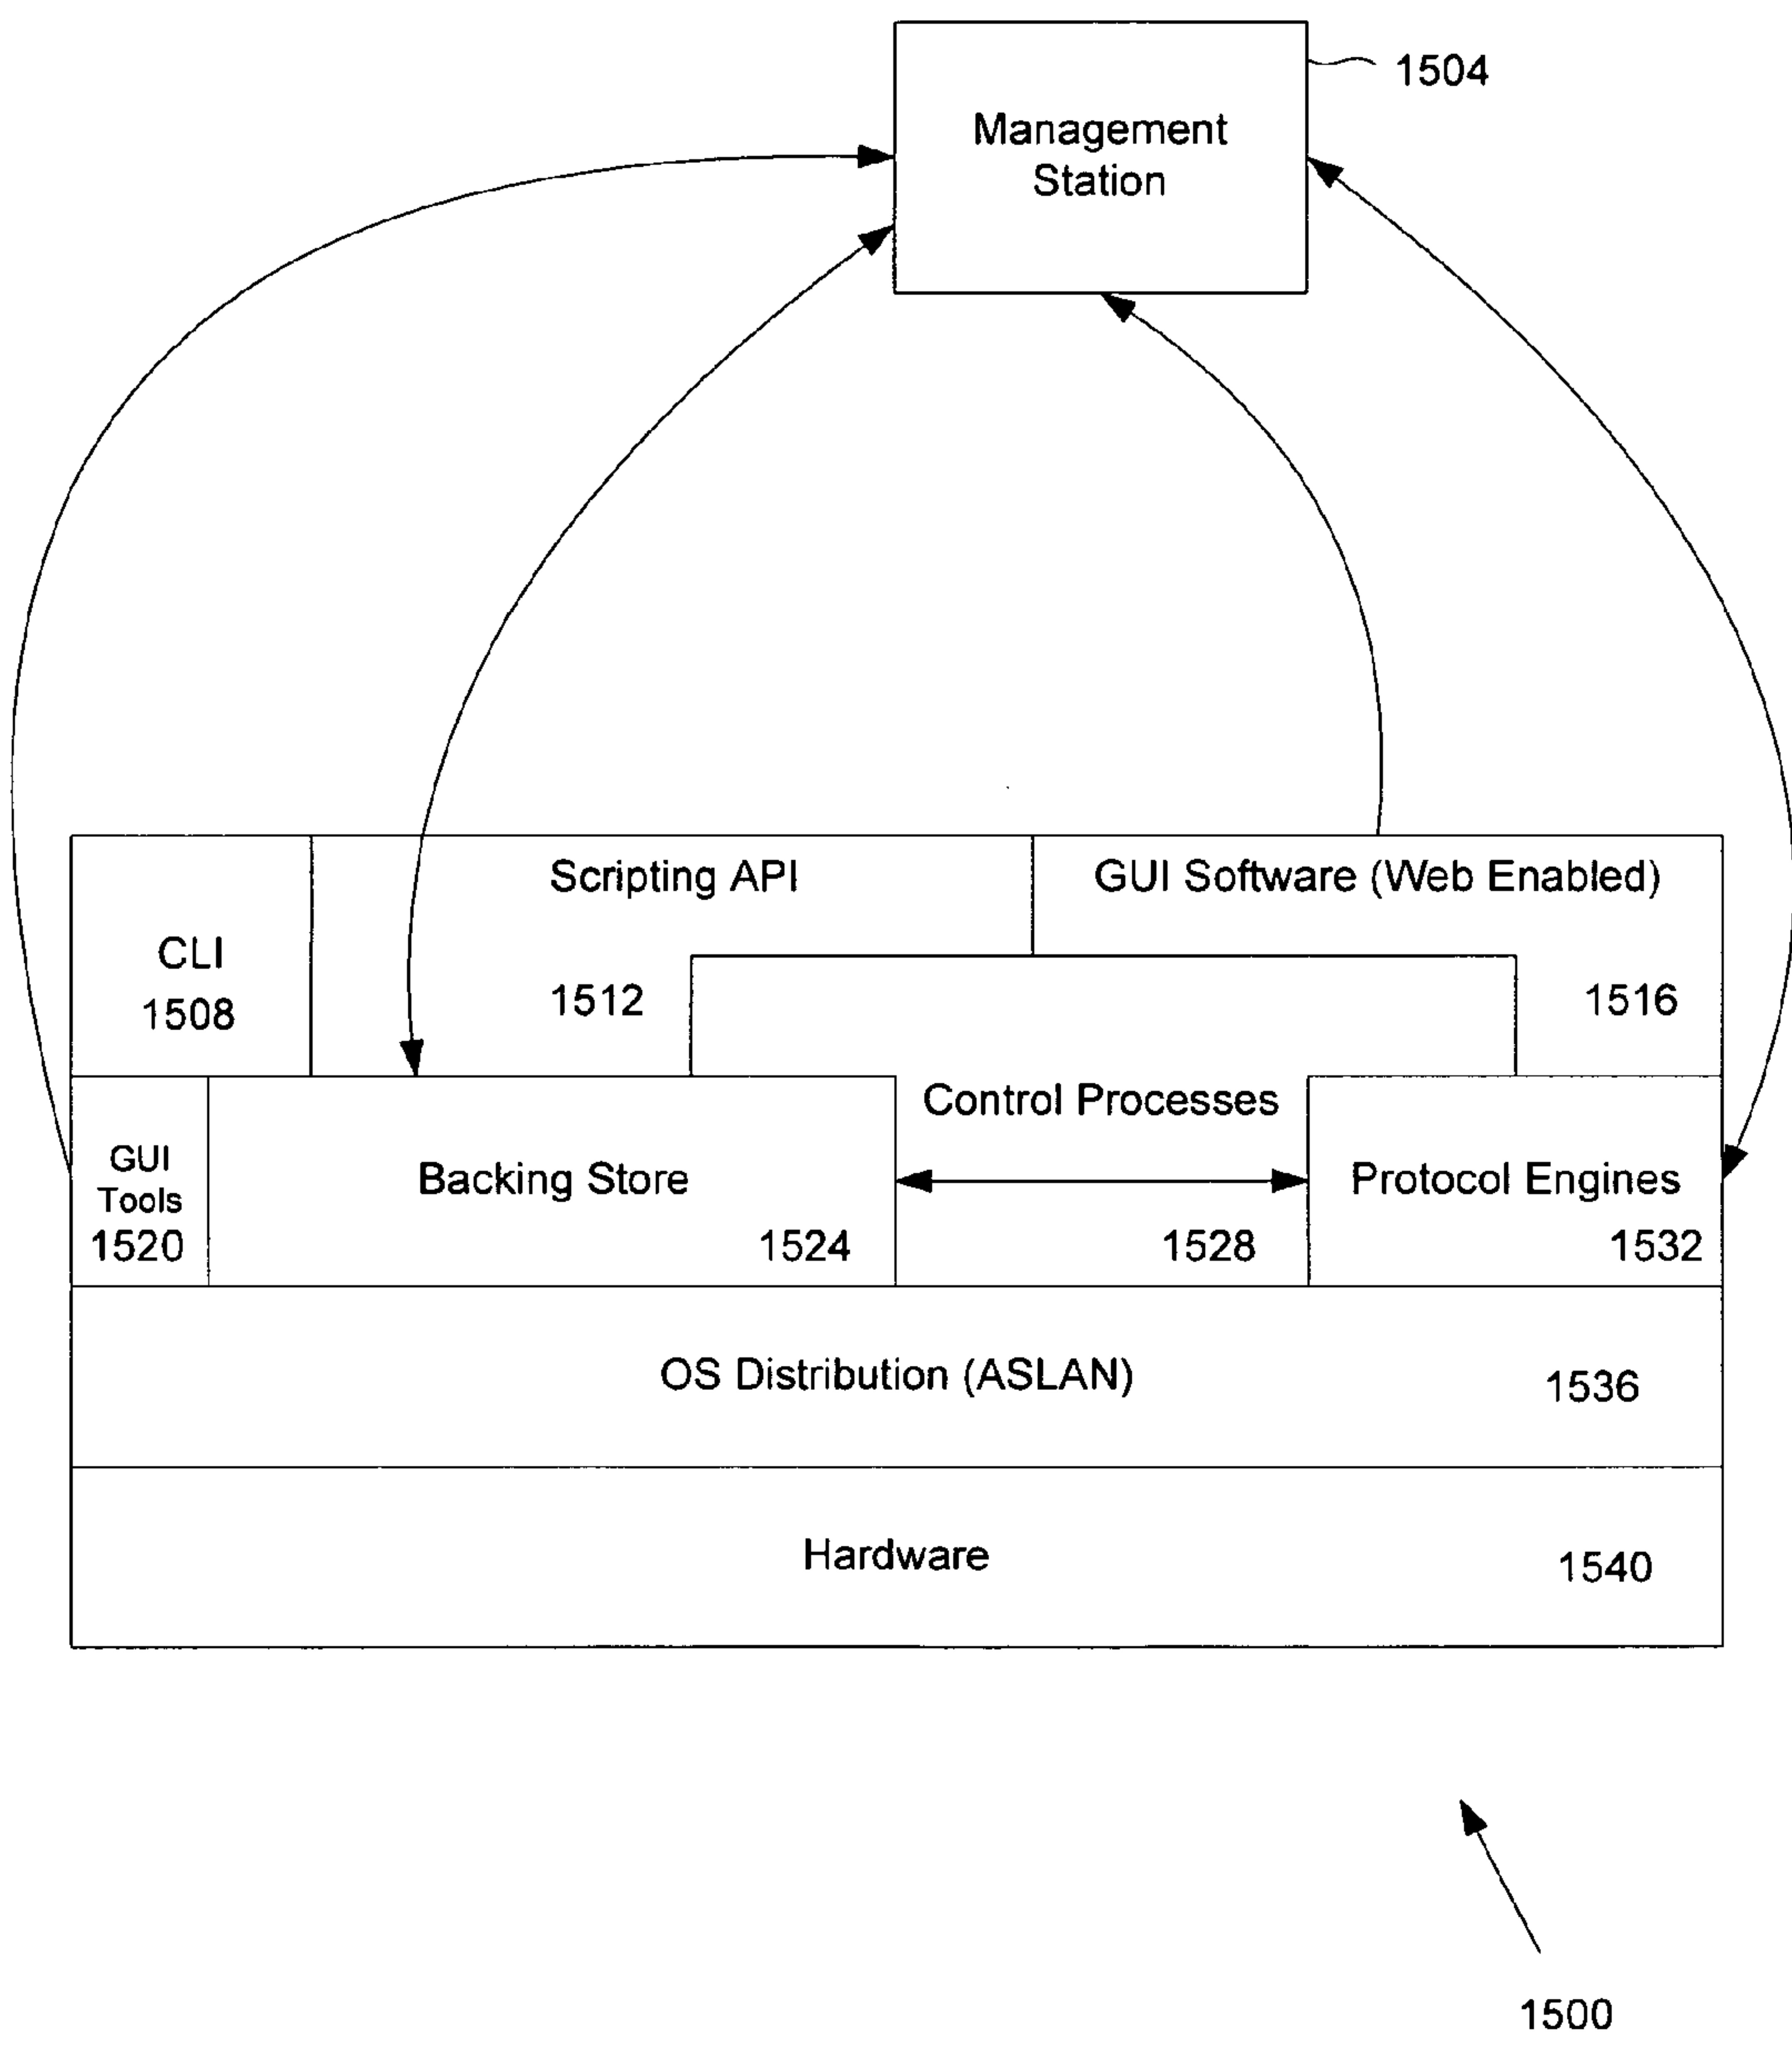 1504
Management
Station
Scripting API
GUI Software (Web Enabled)
CLI
1508
1512
1516
Control Processes
GUI
Tools
1520
Backing Store
1524
1528
Protocol Engines
1532
OS Distribution (ASLAN)
1536
Hardware
1540
1500